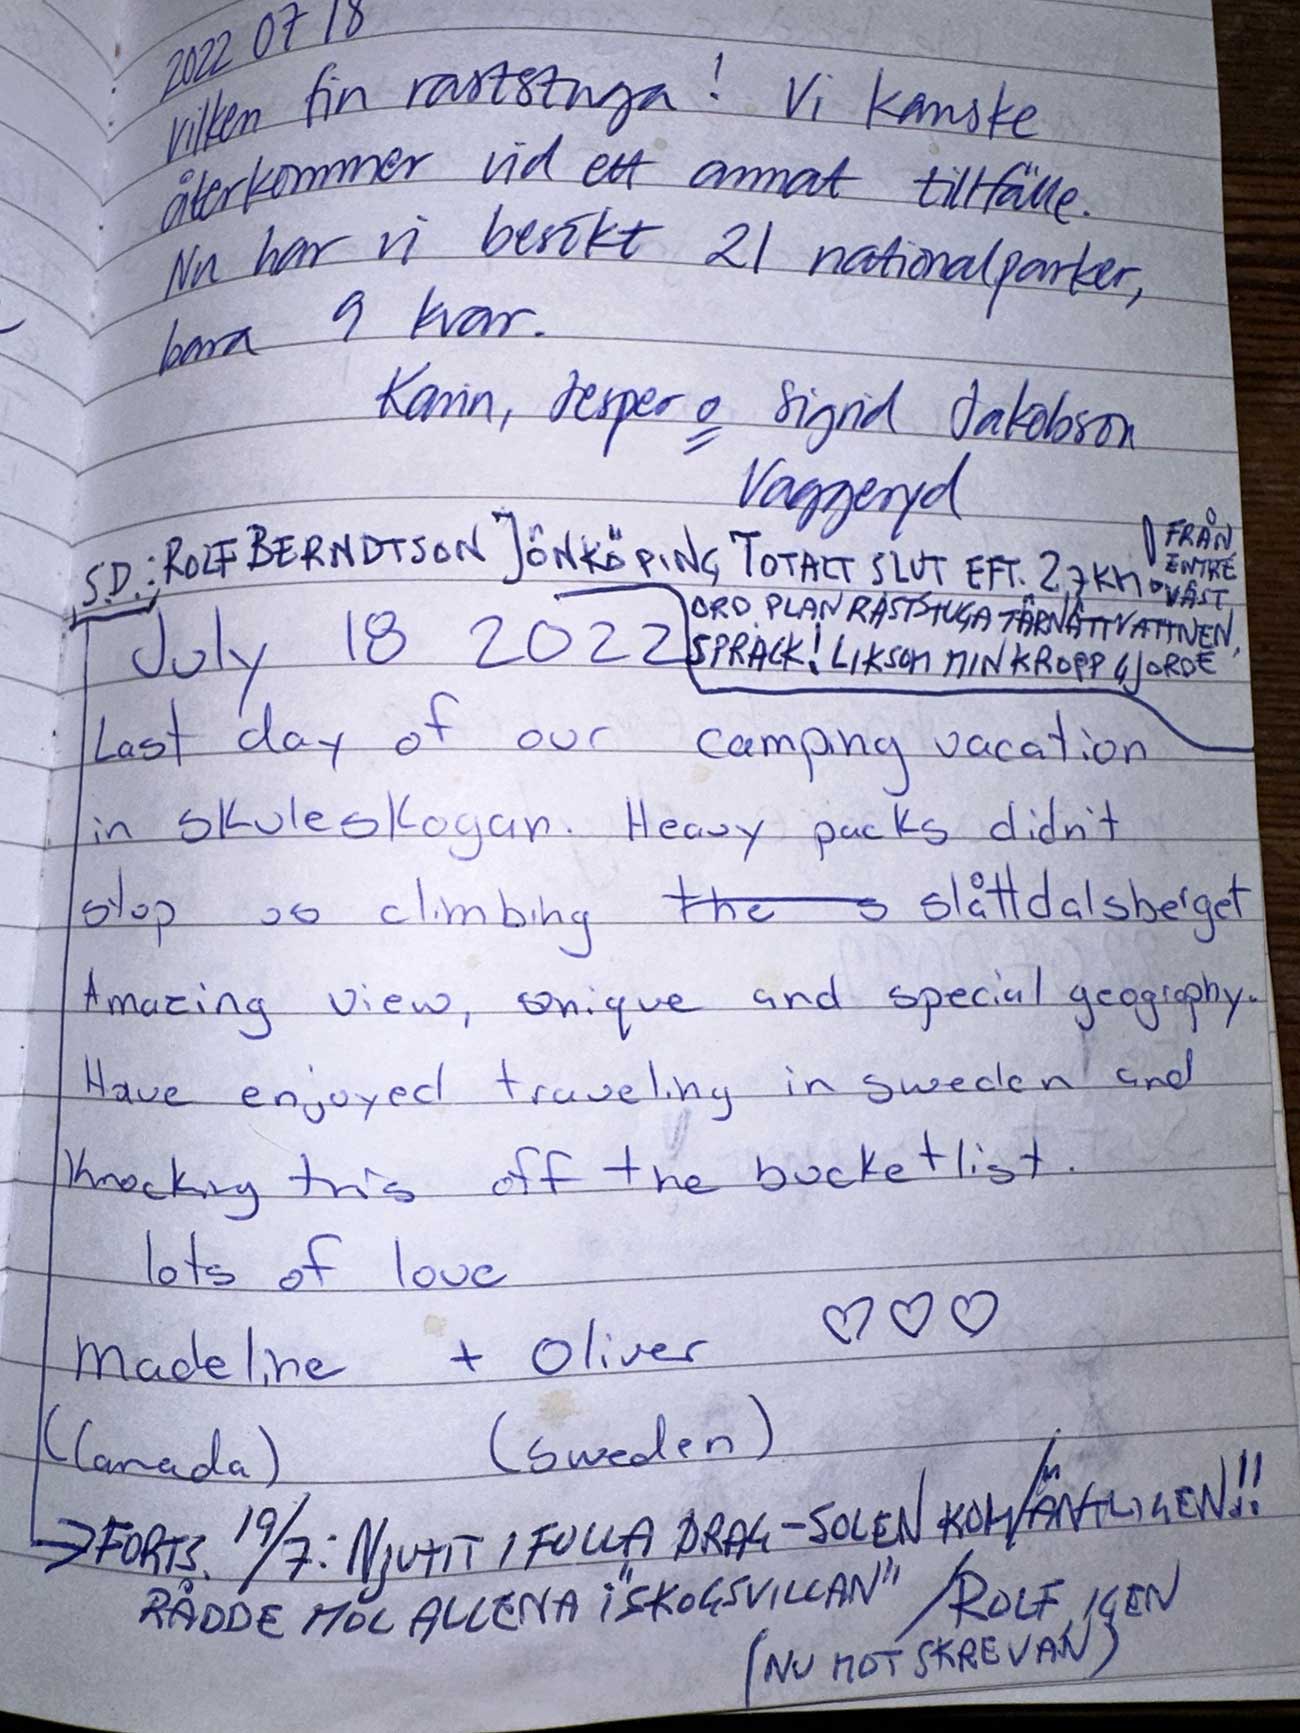 2022 07 18
Vilken fin raststuga! Vi kanske
återkommer vid ett annat tillfälle.
Nu har vi besökt 21 nationalparker,
bara 9 kvar.
Karin, Jesper o Sigrid Jakobson
Vaggeryd
S.D.: ROLF BERNDTSON JÖNKÖPING TOTALT SLUT EFT. 2,7 KM.
FRÅN
ENTRE
VÄST,
ORD. PLAN RASTSTUGA TÄRNÄTTVATTNEN,
SPRACK! LIKSOM MIN KROPP GJORDE
July 18 2022
Last day of our camping vacation
in skuleskogan. Heavy packs didn't
stop us climbing the s slåttdalsberget
Amazing view, unique and special geography.
Have enjoyed traveling in sweden and
knocking this off the bucketlist.
lots of love
madeline + Oliver ♡♡♡
(Canada) (sweden)
→ FORTS. 19/7: NJUTIT I FULLA DRAG - SOLEN KOM ÄNTLIGEN!!
RÅDDE MOL ALLENA i "SKOGSVILLAN" /ROLF, IGEN
(NU MOT SKREVAN)